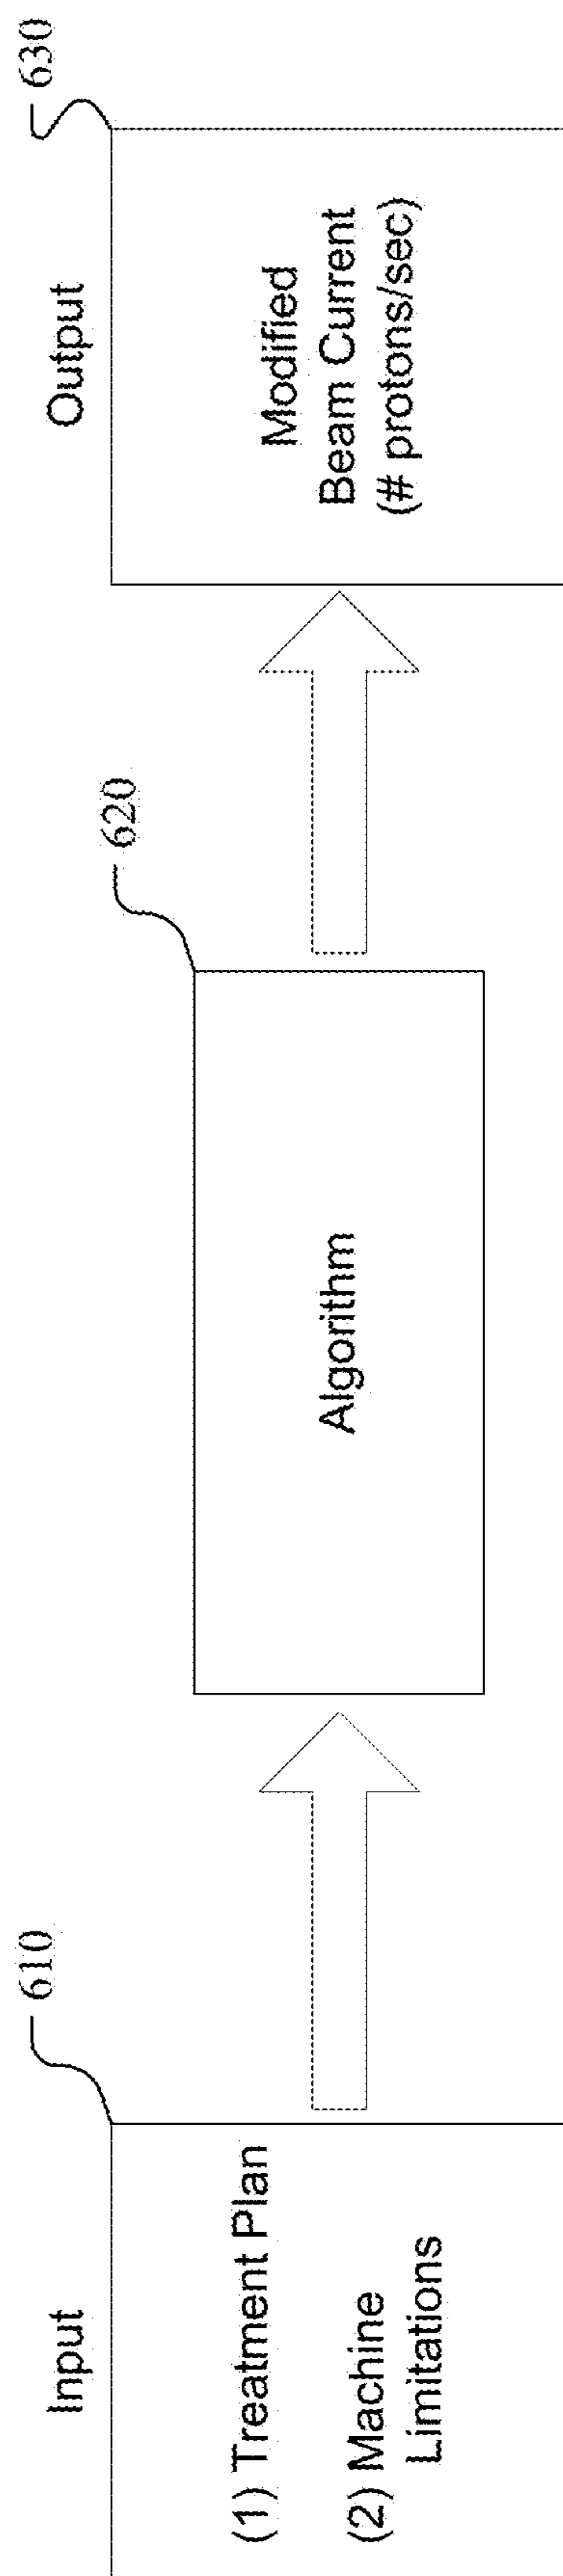 Input
610
(1) Treatment Plan
(2) Machine
Limitations
620
Algorithm
Output
630
Modified
Beam Current
(# protons/sec)